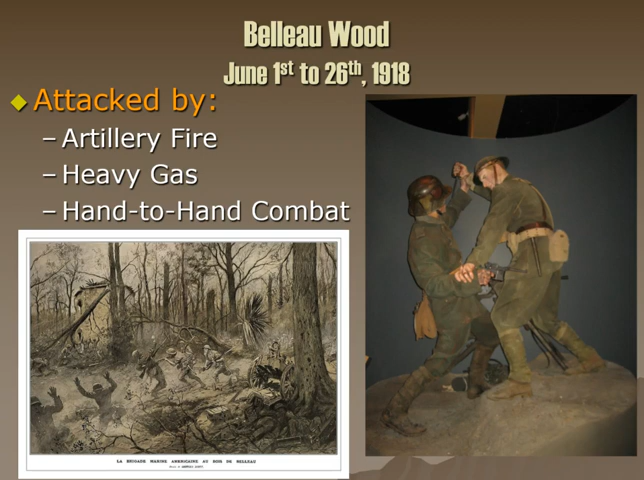 Belleau Wood
June 1st to 26th, 1918
Attacked by:
– Artillery Fire
– Heavy Gas
– Hand-to-Hand Combat
LA BRIGADE MARINE AMERICAINE AU BOIS DE BELLEAU